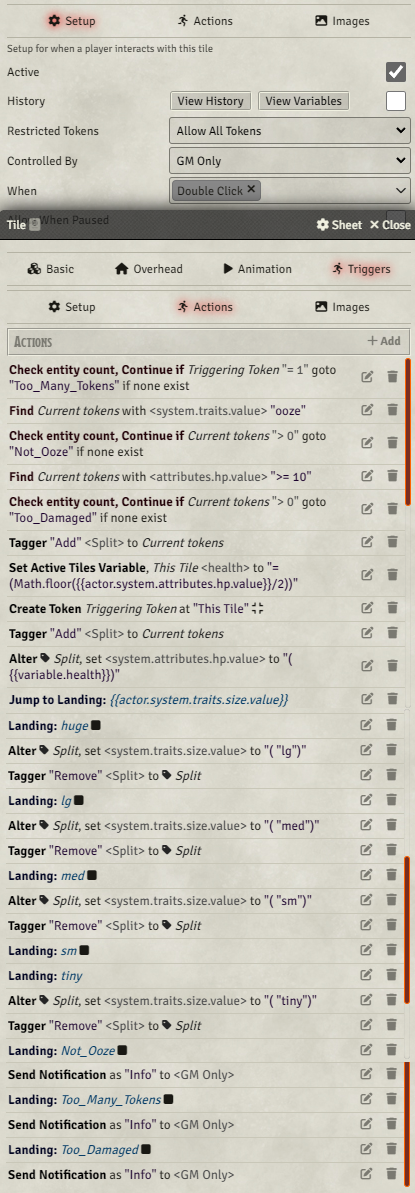 Setup Actions Images
Setup for when a player interacts with this tile
Active
History View History View Variables
Restricted Tokens Allow All Tokens
Controlled By GM Only
When Double Click ×
Allow When Paused
Tile Sheet Close
Basic Overhead Animation Triggers
Setup Actions Images
Actions + Add
Check entity count, Continue if Triggering Token "= 1" goto
"Too_Many_Tokens" if none exist
Find Current tokens with <system.traits.value> "ooze"
Check entity count, Continue if Current tokens "> 0" goto
"Not_Ooze" if none exist
Find Current tokens with <attributes.hp.value> ">= 10"
Check entity count, Continue if Current tokens "> 0" goto
"Too_Damaged" if none exist
Tagger "Add" <Split> to Current tokens
Set Active Tiles Variable, This Tile <health> to "=
(Math.floor({{actor.system.attributes.hp.value}}/2))"
Create Token Triggering Token at "This Tile"
Tagger "Add" <Split> to Current tokens
Alter Split, set <system.attributes.hp.value> to "(
{{variable.health}})"
Jump to Landing: {{actor.system.traits.size.value}}
Landing: huge
Alter Split, set <system.traits.size.value> to "( "lg")"
Tagger "Remove" <Split> to Split
Landing: lg
Alter Split, set <system.traits.size.value> to "( "med")"
Tagger "Remove" <Split> to Split
Landing: med
Alter Split, set <system.traits.size.value> to "( "sm")"
Tagger "Remove" <Split> to Split
Landing: sm
Landing: tiny
Alter Split, set <system.traits.size.value> to "( "tiny")"
Tagger "Remove" <Split> to Split
Landing: Not_Ooze
Send Notification as "Info" to <GM Only>
Landing: Too_Many_Tokens
Send Notification as "Info" to <GM Only>
Landing: Too_Damaged
Send Notification as "Info" to <GM Only>